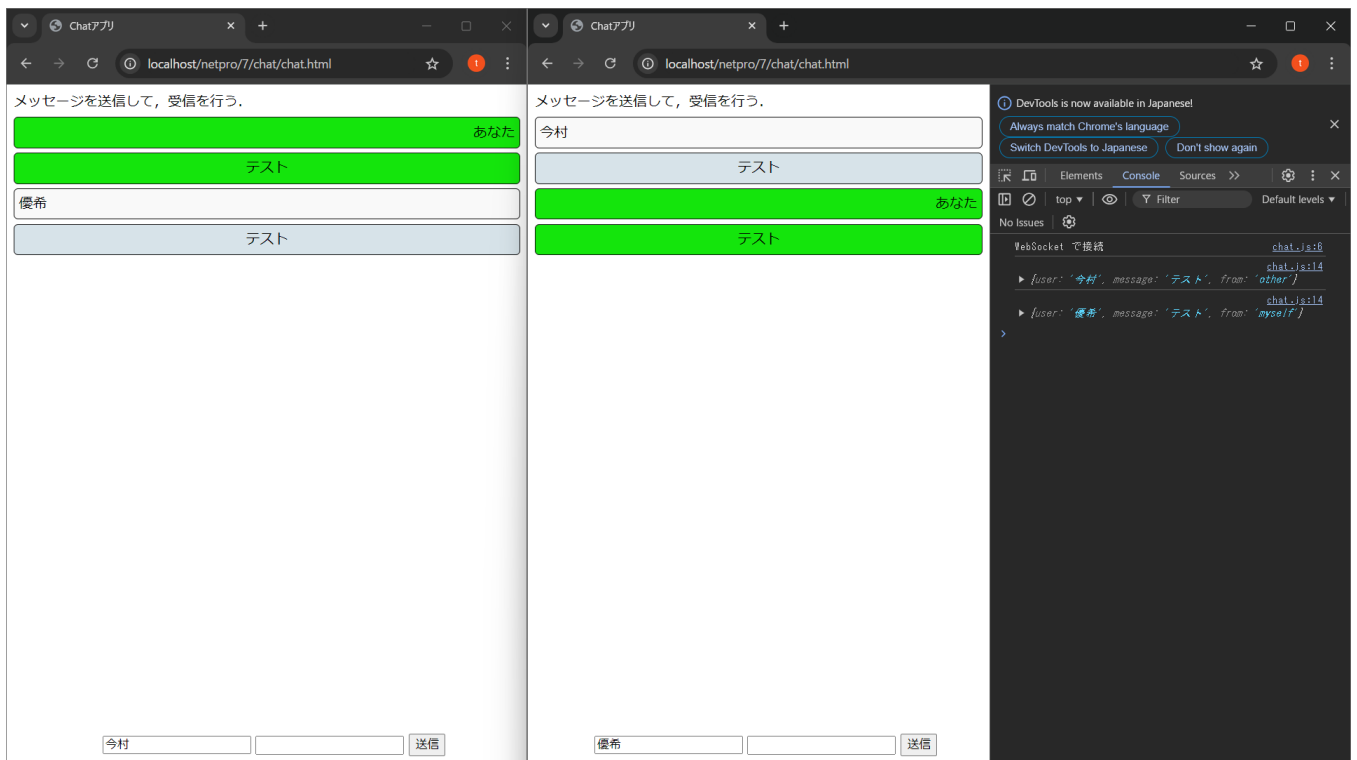 Chatアプリ
localhost/netpro/7/chat/chat.html
メッセージを送信して，受信を行う．
あなた
テスト
優希
テスト
今村
送信
Chatアプリ
localhost/netpro/7/chat/chat.html
t
メッセージを送信して，受信を行う．
今村
テスト
あなた
テスト
優希
送信
DevTools is now available in Japanese!
Always match Chrome's language
Switch DevTools to Japanese
Don't show again
Elements Console Sources
top Filter Default levels
No Issues
WebSocket で接続 chat.js:6
chat.js:14
{user: '今村', message: 'テスト', from: 'other'}
chat.js:14
{user: '優希', message: 'テスト', from: 'myself'}